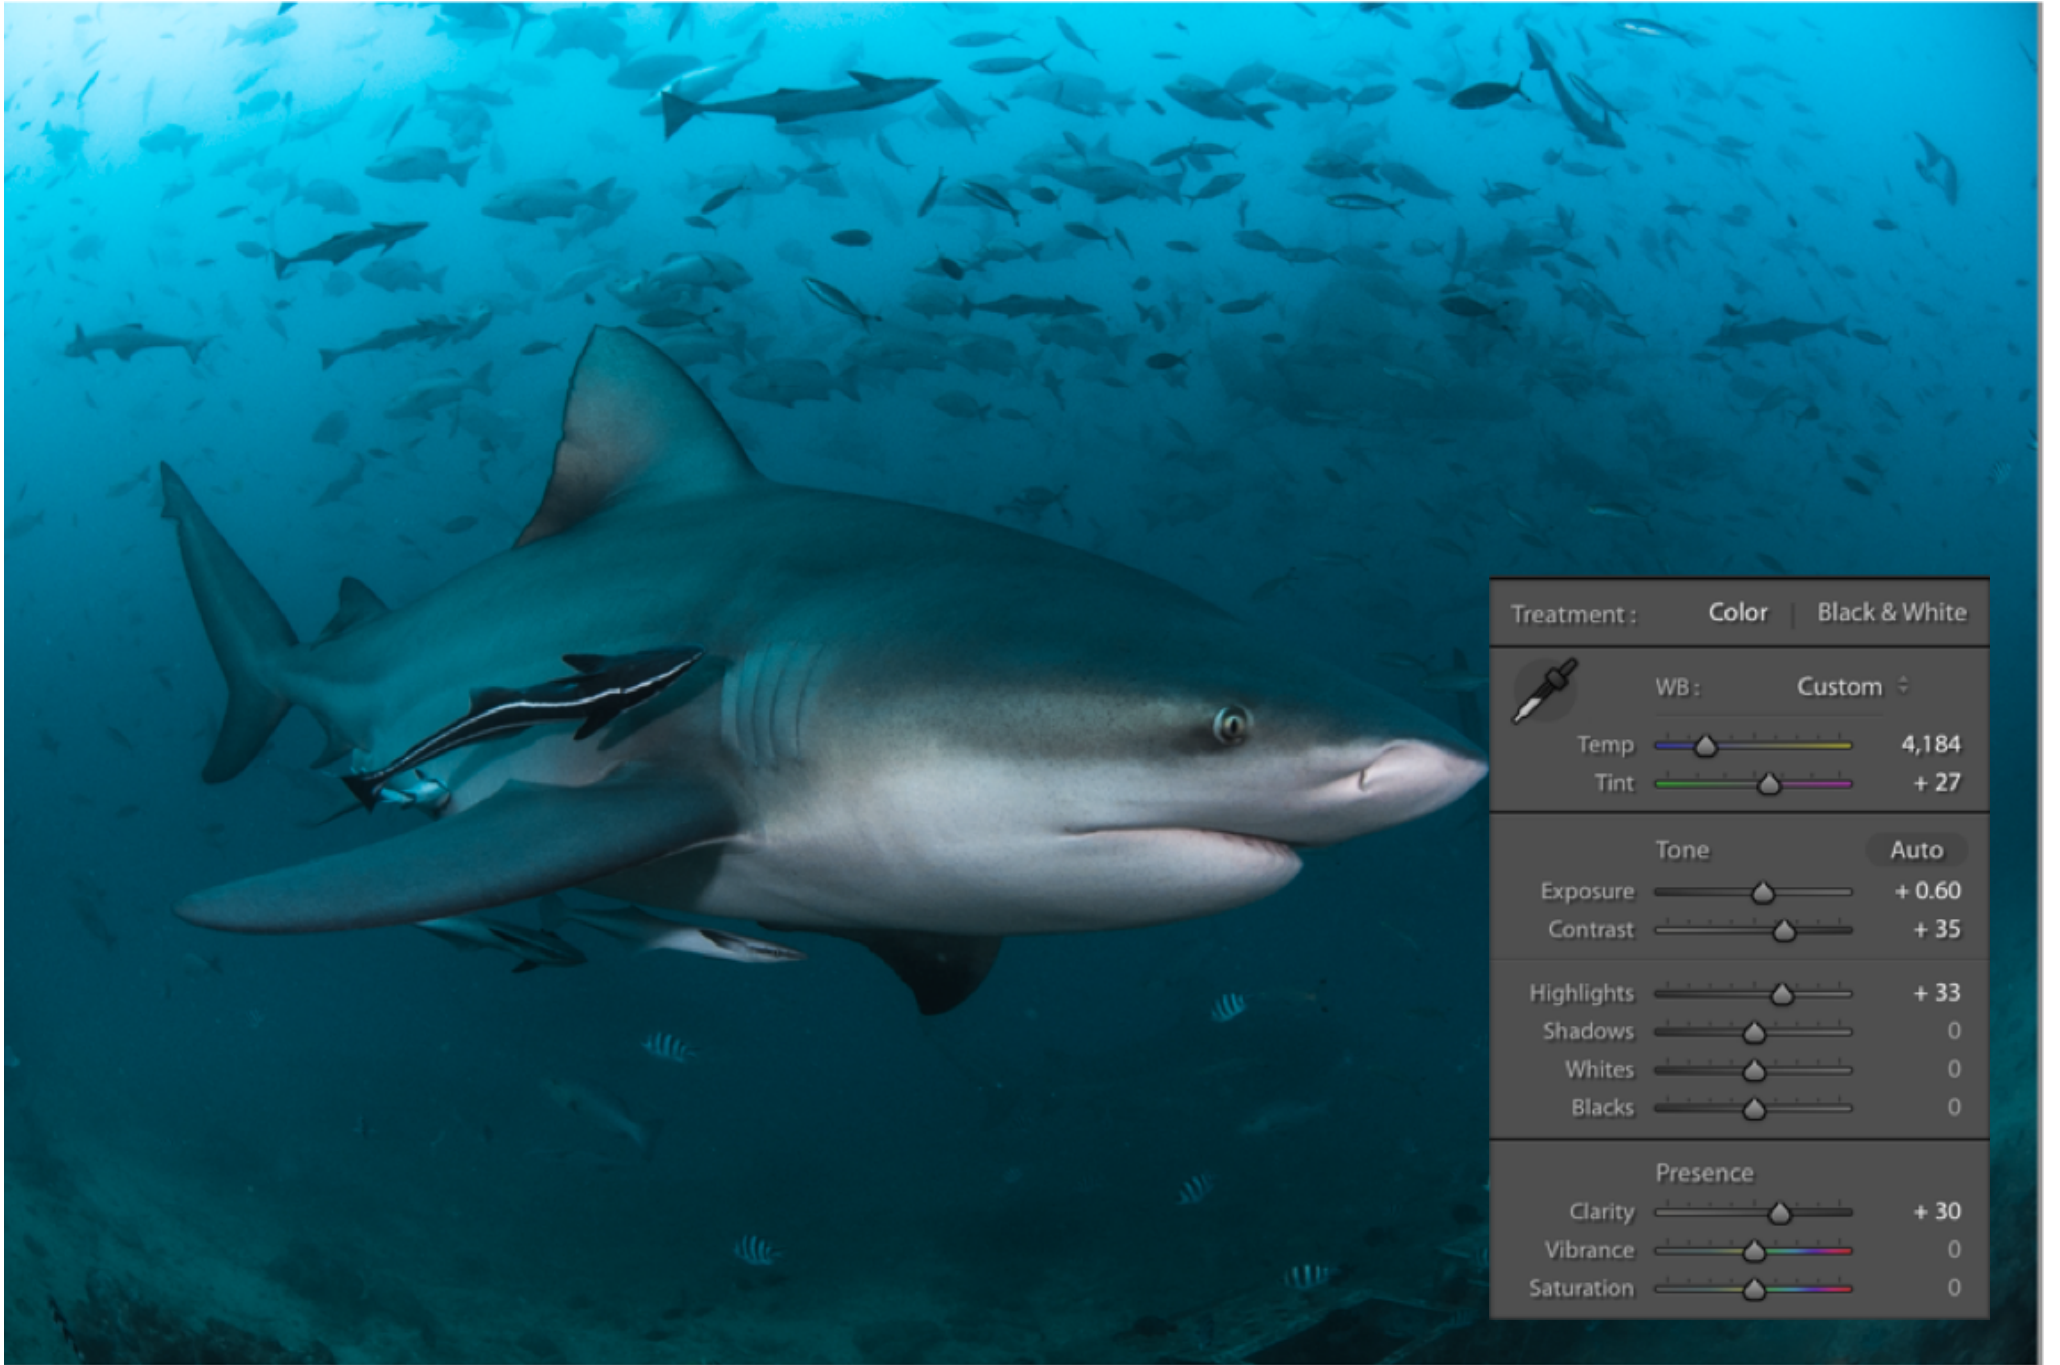 Treatment : Color | Black & White
WB : Custom
Temp 4,184
Tint + 27
Tone Auto
Exposure + 0.60
Contrast + 35
Highlights + 33
Shadows 0
Whites 0
Blacks 0
Presence
Clarity + 30
Vibrance 0
Saturation 0